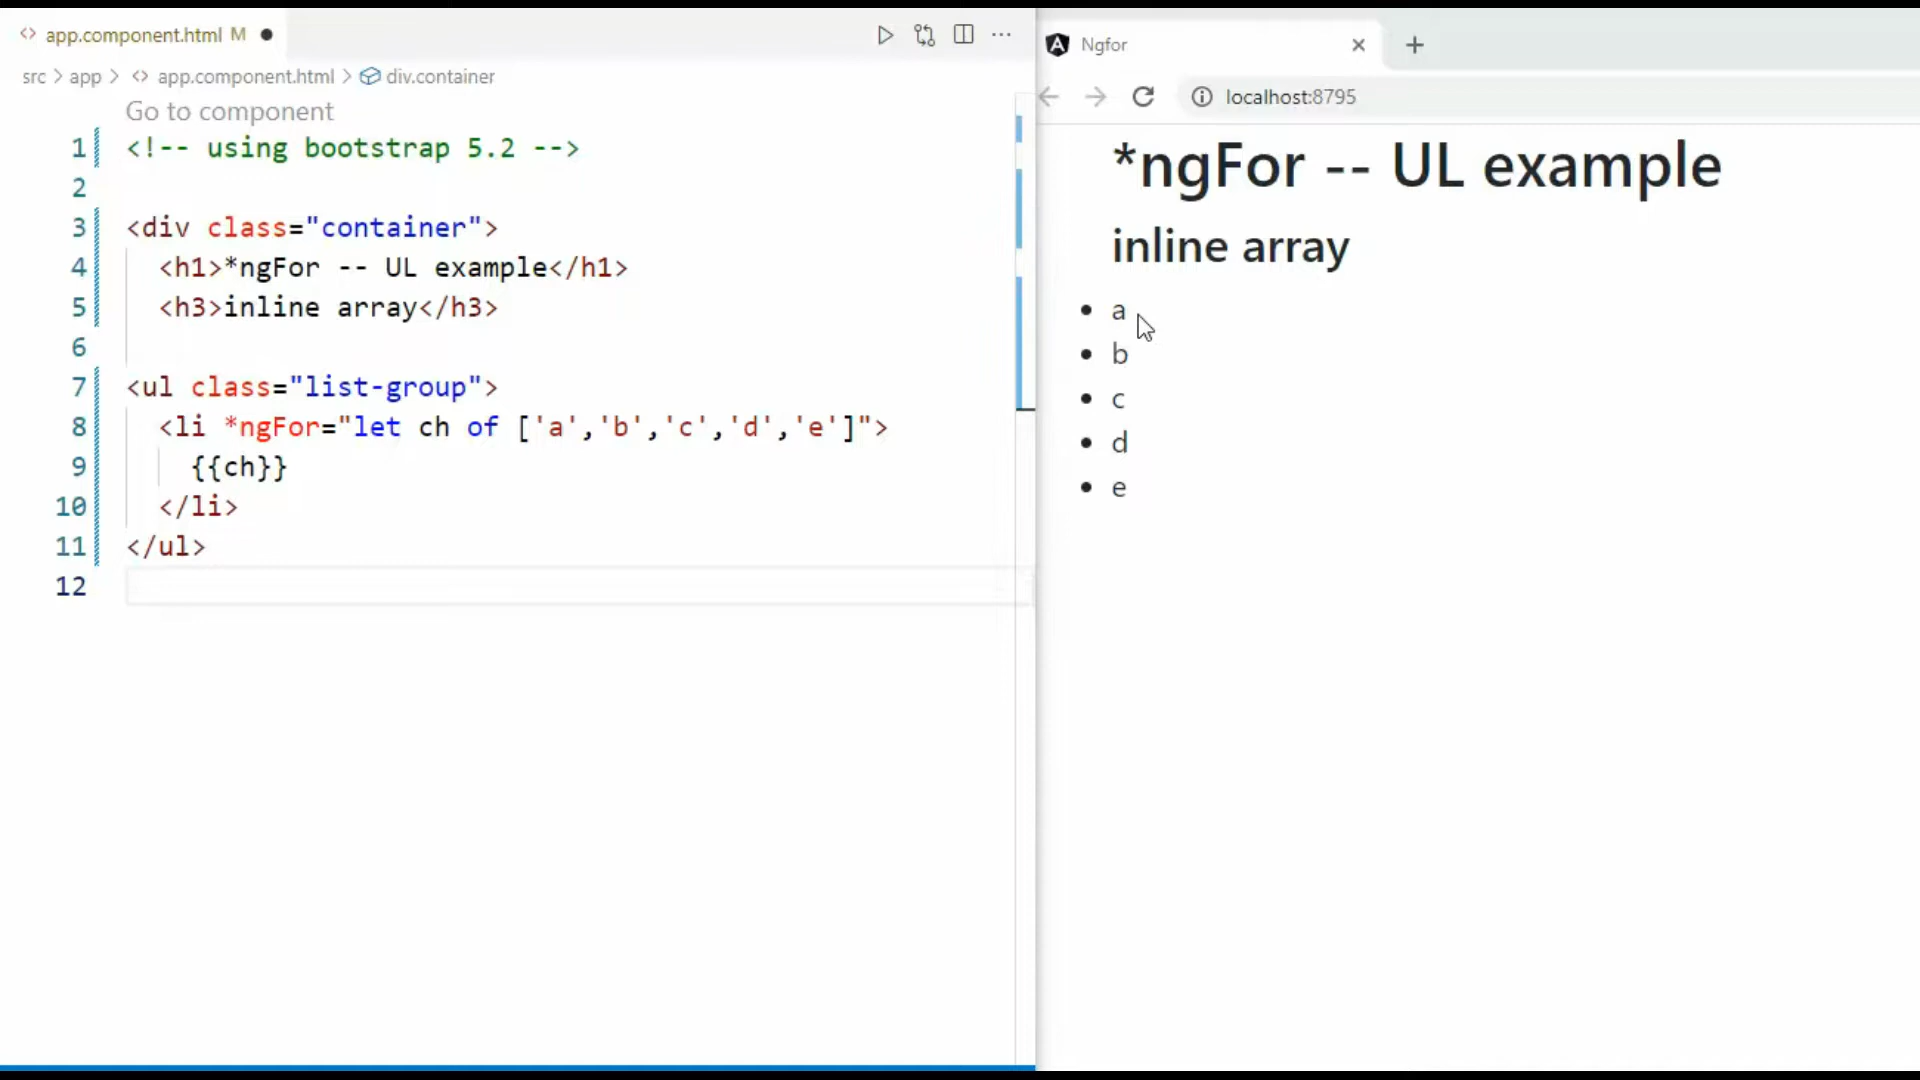 app.component.html M
src > app > app.component.html > div.container
Go to component
1 <!-- using bootstrap 5.2 -->
2
3 <div class="container">
4 <h1>*ngFor -- UL example</h1>
5 <h3>inline array</h3>
6
7 <ul class="list-group">
8 <li *ngFor="let ch of ['a','b','c','d','e']">
9 {{ch}}
10 </li>
11 </ul>
12
Ngfor
localhost:8795
*ngFor -- UL example
inline array
• a
• b
• c
• d
• e